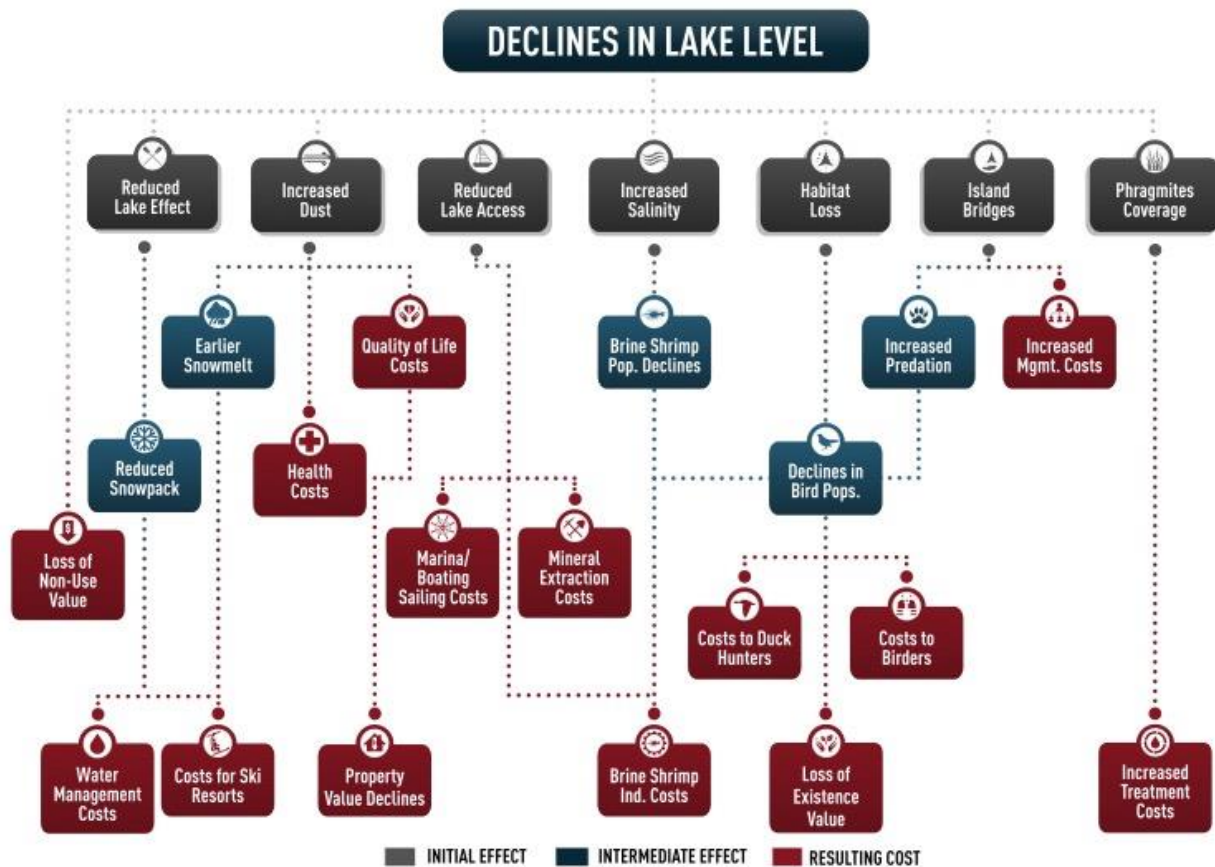 DECLINES IN LAKE LEVEL
Reduced
Lake Effect
Increased
Dust
Reduced
Lake Access
Increased
Salinity
Habitat
Loss
Island
Bridges
Phragmites
Coverage
Earlier
Snowmelt
Quality of Life
Costs
Brine Shrimp
Pop. Declines
Increased
Predation
Increased
Mgmt. Costs
Reduced
Snowpack
Health
Costs
Declines in
Bird Pops.
Loss of
Non-Use
Value
Marina/
Boating
Sailing Costs
Mineral
Extraction
Costs
Costs to Duck
Hunters
Costs to
Birders
Water
Management
Costs
Costs for Ski
Resorts
Property
Value Declines
Brine Shrimp
Ind. Costs
Loss of
Existence
Value
Increased
Treatment
Costs
INITIAL EFFECT
INTERMEDIATE EFFECT
RESULTING COST